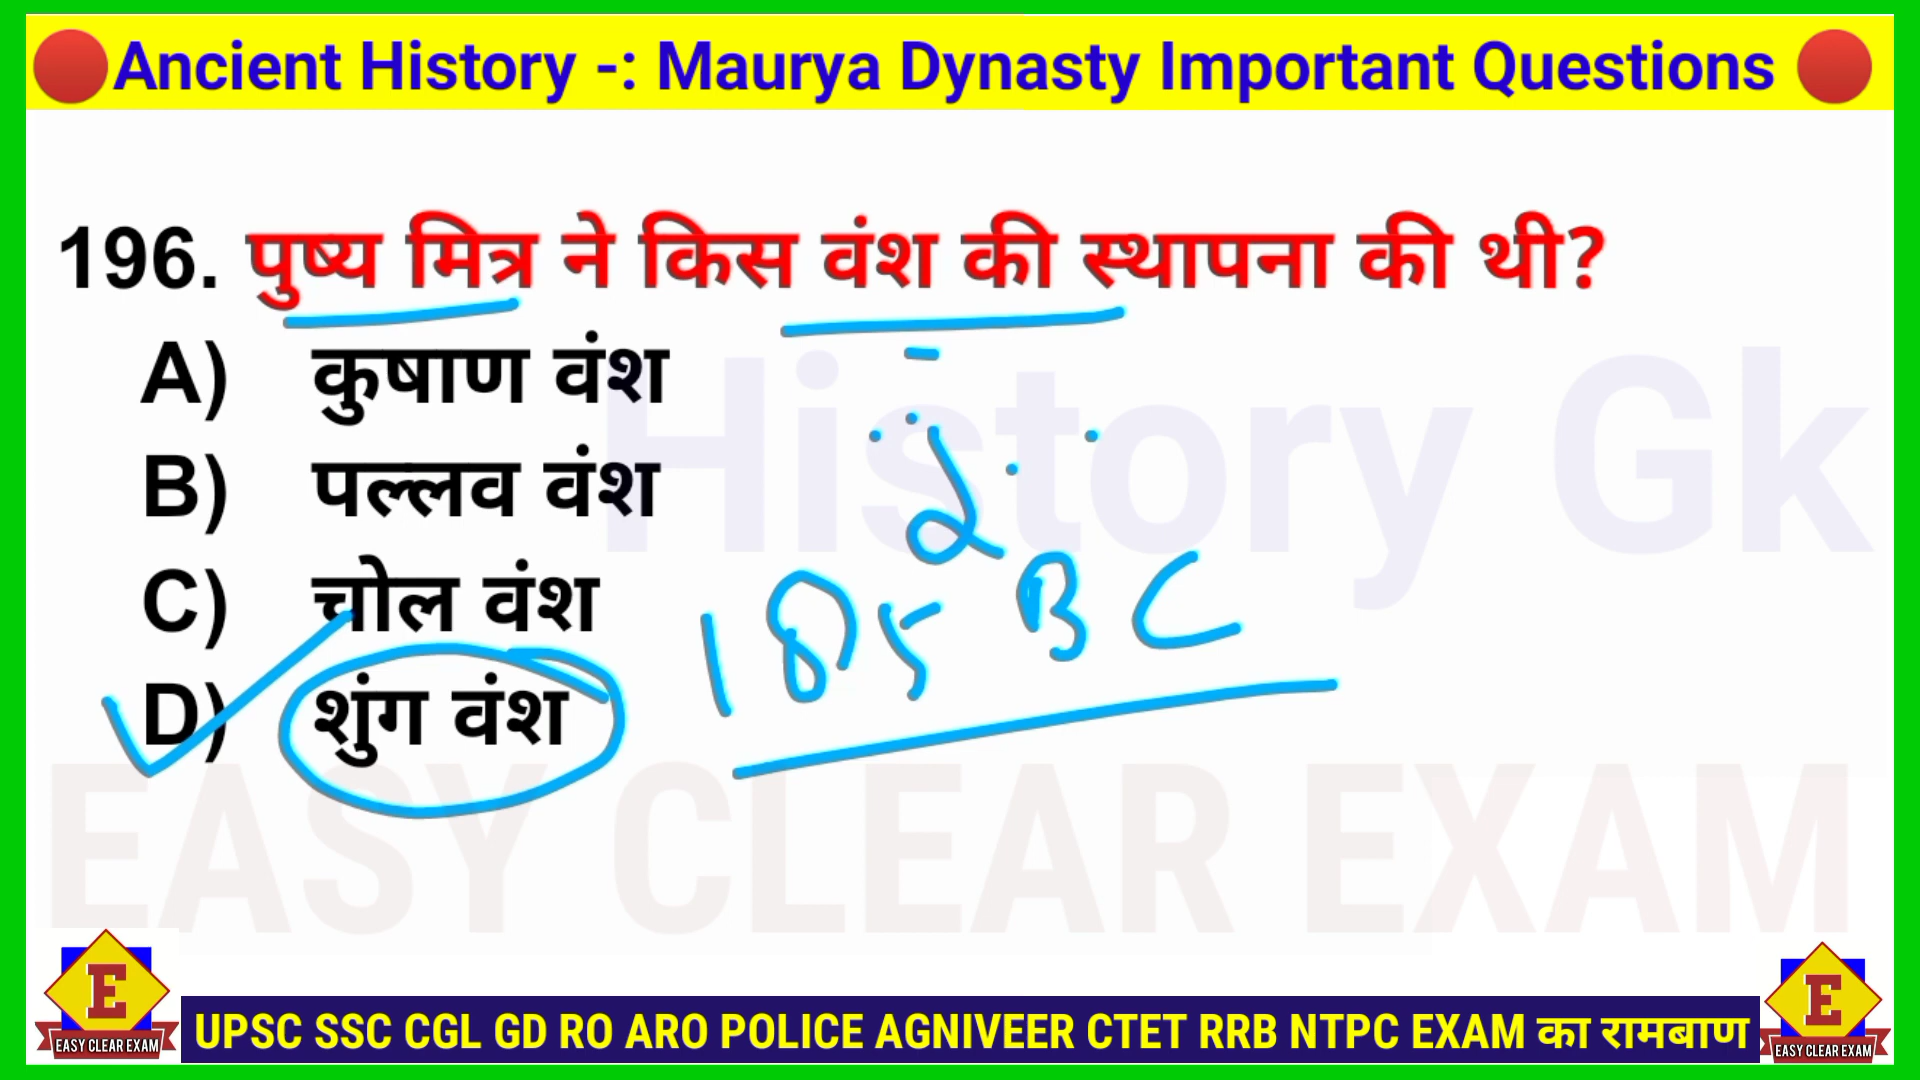 Ancient History -: Maurya Dynasty Important Questions
196. पुष्य मित्र ने किस वंश की स्थापना की थी?
A) कुषाण वंश
B) पल्लव वंश
C) चोल वंश
D) शुंग वंश
185 BC
History Gk
EASY CLEAR EXAM
E
EASY CLEAR EXAM
UPSC SSC CGL GD RO ARO POLICE AGNIVEER CTET RRB NTPC EXAM का रामबाण
E
EASY CLEAR EXAM